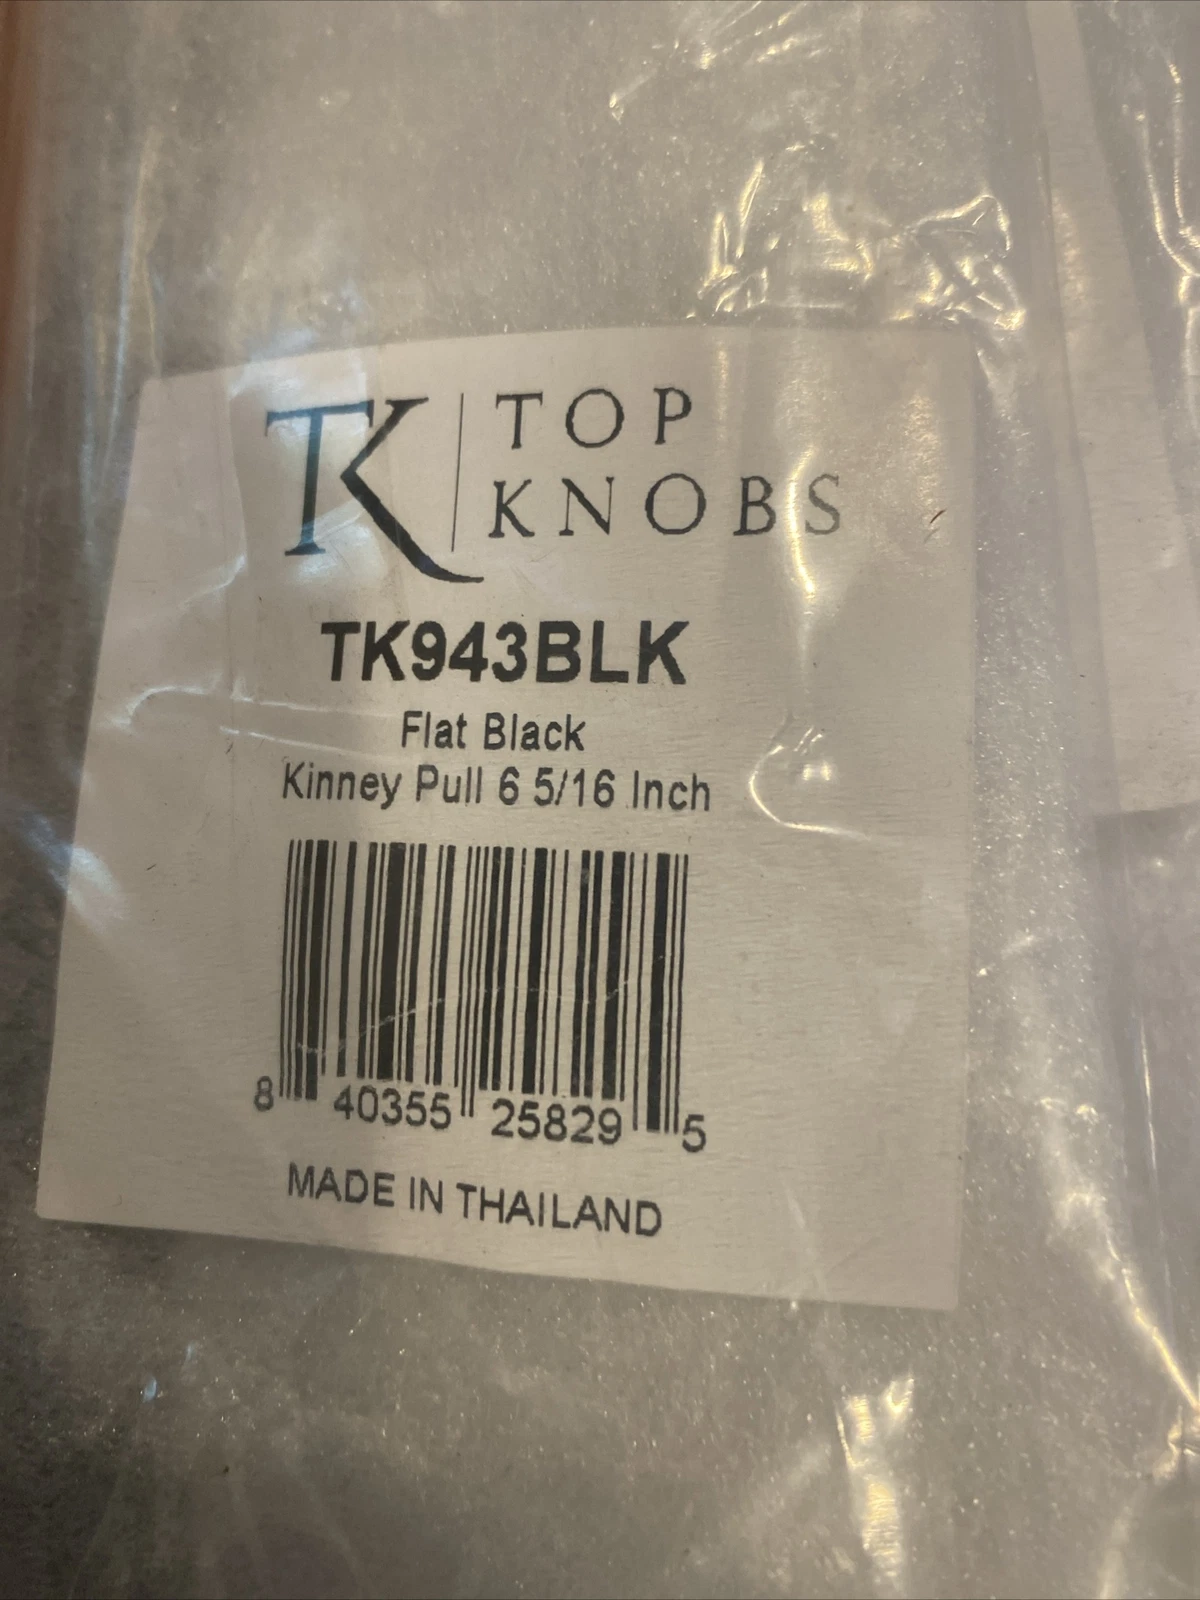 TK TOP
KNOBS
TK943BLK
Flat Black
Kinney Pull 6 5/16 Inch
8 40355 25829 5
MADE IN THAILAND